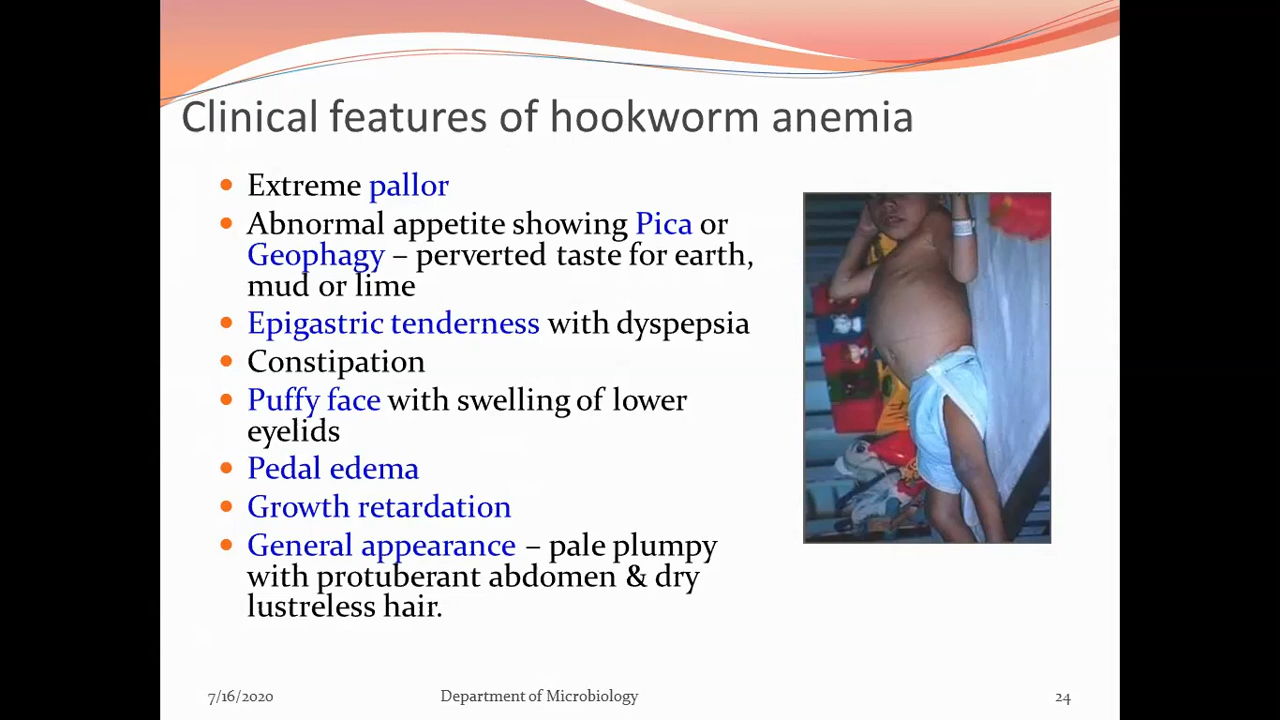 Clinical features of hookworm anemia
• Extreme pallor
• Abnormal appetite showing Pica or
Geophagy – perverted taste for earth,
mud or lime
• Epigastric tenderness with dyspepsia
• Constipation
• Puffy face with swelling of lower
eyelids
• Pedal edema
• Growth retardation
• General appearance – pale plumpy
with protuberant abdomen & dry
lustreless hair.
7/16/2020
Department of Microbiology
24